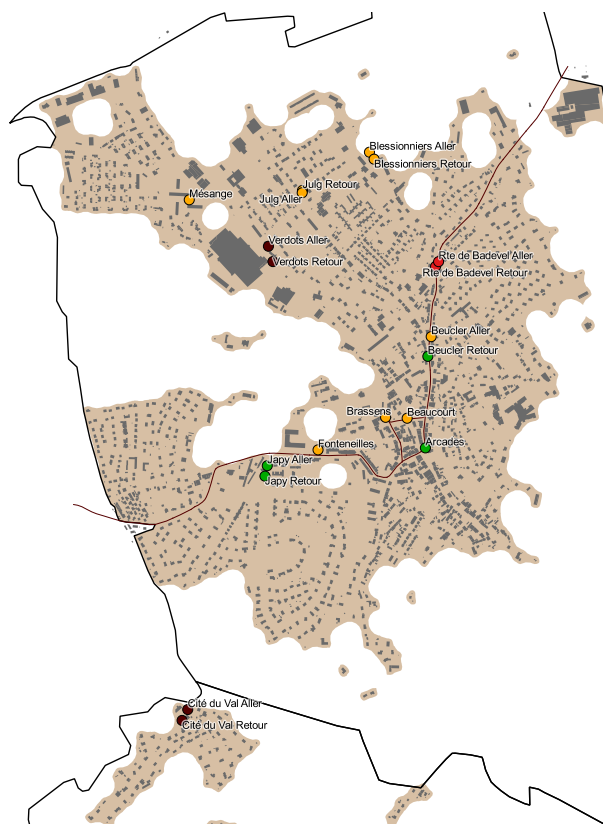 Blessionniers Aller
Blessionniers Retour
Julg Retour
Mésange
Julg Aller
Verdots Aller
Verdots Retour
Rte de Badevel Aller
Rte de Badevel Retour
Beucler Aller
Beucler Retour
Brassens
Beaucourt
Fonteneilles
Arcades
Japy Aller
Japy Retour
Cité du Val Aller
Cité du Val Retour